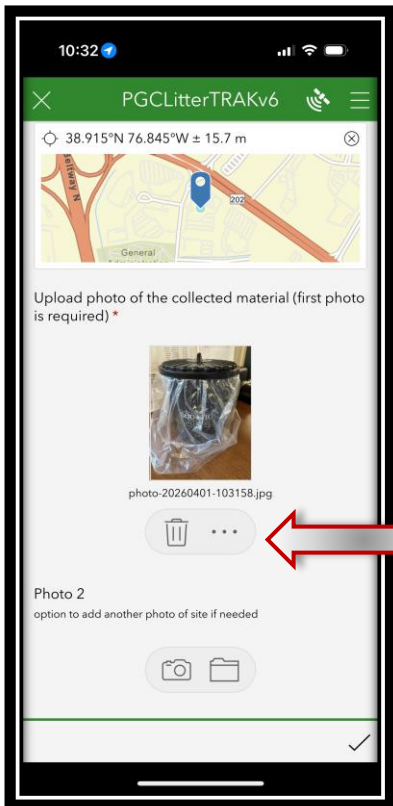 10:32
PGCLitterTRAKv6
38.915°N 76.845°W ± 15.7 m
eltway N
202
General
Upload photo of the collected material (first photo
is required) *
photo-20260401-103158.jpg
Photo 2
option to add another photo of site if needed